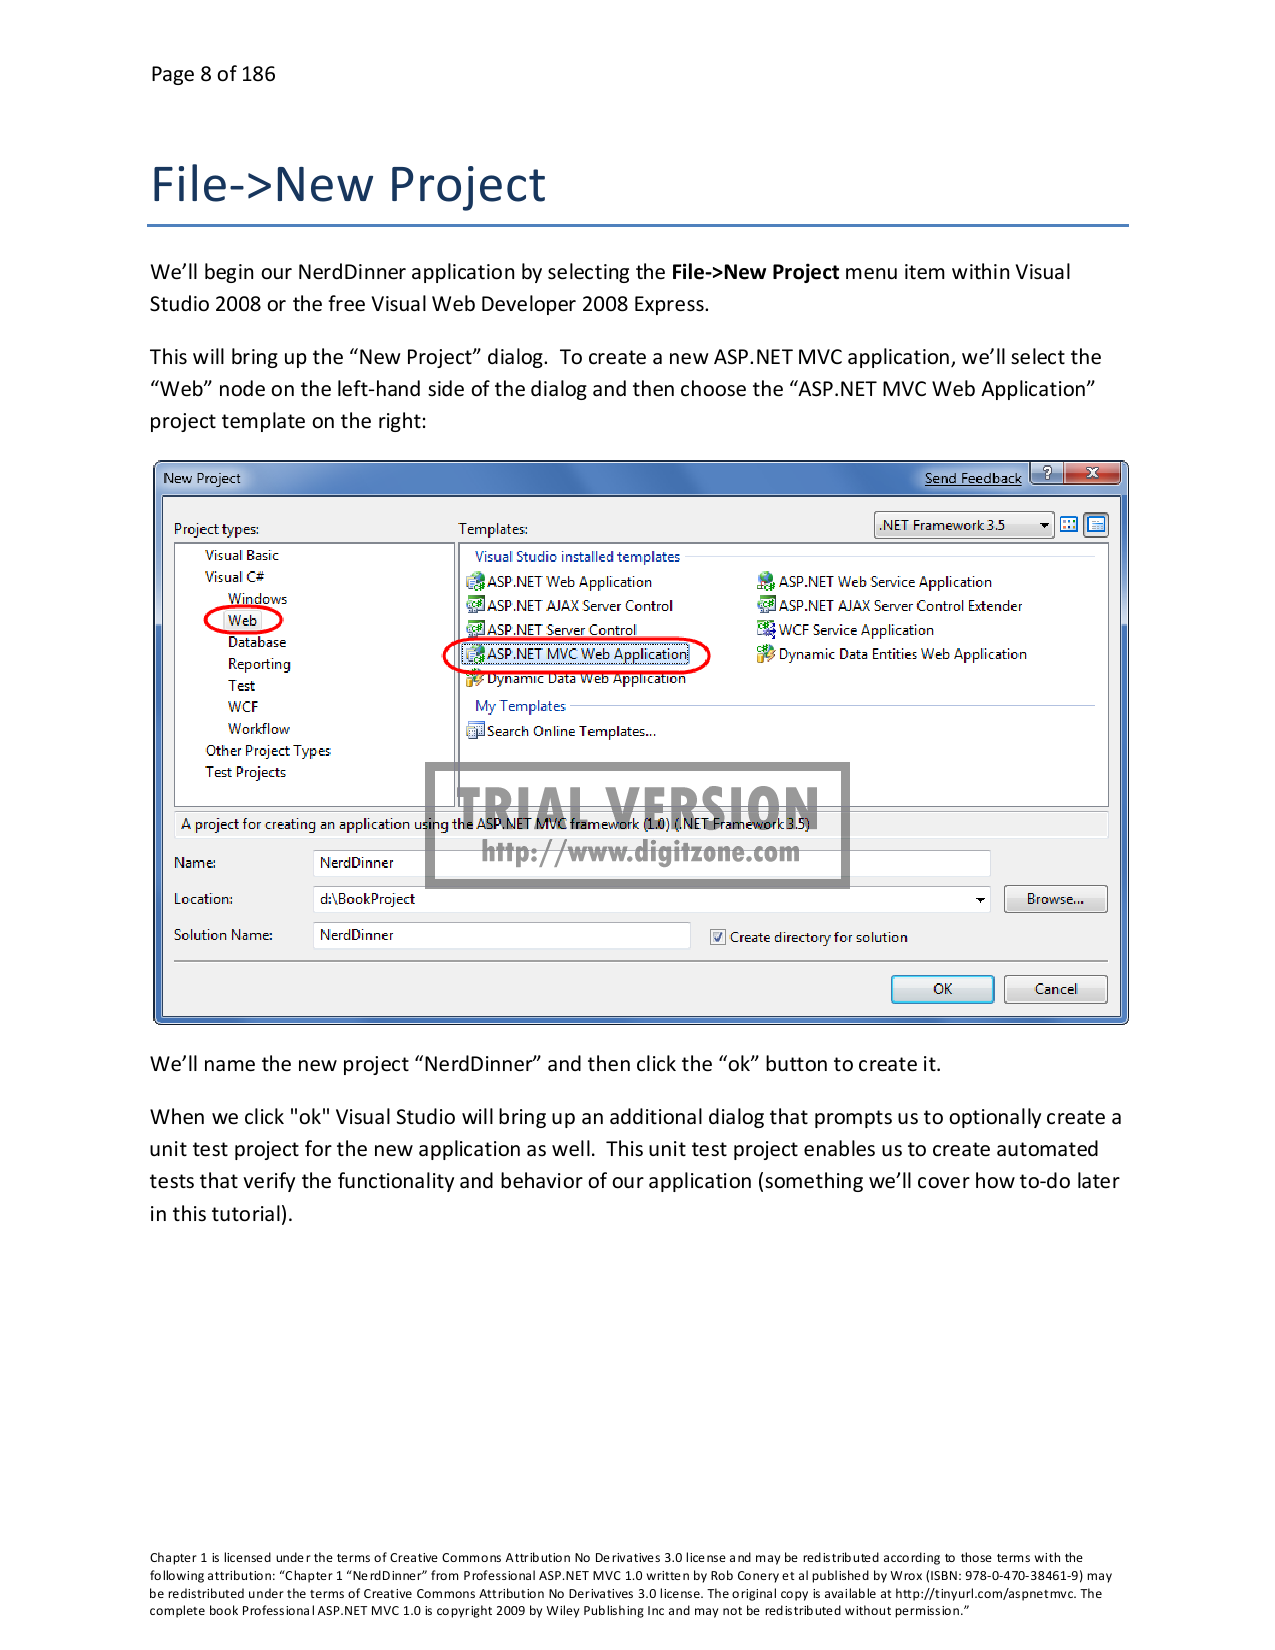 Page 8 of 186
File->New Project
We’ll begin our NerdDinner application by selecting the File->New Project menu item within Visual
Studio 2008 or the free Visual Web Developer 2008 Express.
This will bring up the “New Project” dialog.  To create a new ASP.NET MVC application, we’ll select the
“Web” node on the left-hand side of the dialog and then choose the “ASP.NET MVC Web Application”
project template on the right:
New Project
Send Feedback
Project types:
Templates:
.NET Framework 3.5
Visual Basic
Visual C#
Windows
Web
Database
Reporting
Test
WCF
Workflow
Other Project Types
Test Projects
Visual Studio installed templates
ASP.NET Web Application
ASP.NET AJAX Server Control
ASP.NET Server Control
ASP.NET MVC Web Application
Dynamic Data Web Application
ASP.NET Web Service Application
ASP.NET AJAX Server Control Extender
WCF Service Application
Dynamic Data Entities Web Application
My Templates
Search Online Templates...
TRIAL VERSION
http://www.digitzone.com
A project for creating an application using the ASP.NET MVC framework (1.0) (.NET Framework 3.5)
Name:
NerdDinner
Location:
d:\BookProject
Browse...
Solution Name:
NerdDinner
Create directory for solution
OK
Cancel
We’ll name the new project “NerdDinner” and then click the “ok” button to create it.
When we click "ok" Visual Studio will bring up an additional dialog that prompts us to optionally create a
unit test project for the new application as well.  This unit test project enables us to create automated
tests that verify the functionality and behavior of our application (something we’ll cover how to-do later
in this tutorial).
Chapter 1 is licensed under the terms of Creative Commons Attribution No Derivatives 3.0 license and may be redistributed according to those terms with the
following attribution: “Chapter 1 “NerdDinner” from Professional ASP.NET MVC 1.0 written by Rob Conery et al published by Wrox (ISBN: 978-0-470-38461-9) may
be redistributed under the terms of Creative Commons Attribution No Derivatives 3.0 license. The original copy is available at http://tinyurl.com/aspnetmvc. The
complete book Professional ASP.NET MVC 1.0 is copyright 2009 by Wiley Publishing Inc and may not be redistributed without permission.”